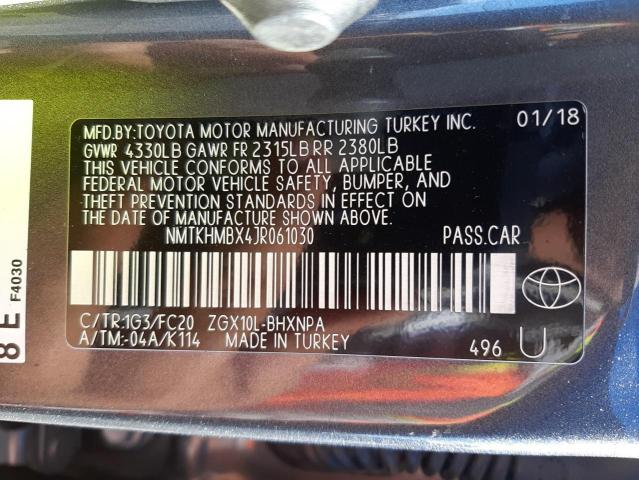 MFD.BY:TOYOTA MOTOR MANUFACTURING TURKEY INC. 01/18
GVWR 4330LB GAWR FR 2315LB RR 2380LB
THIS VEHICLE CONFORMS TO ALL APPLICABLE
FEDERAL MOTOR VEHICLE SAFETY, BUMPER, AND
THEFT PREVENTION STANDARDS IN EFFECT ON
THE DATE OF MANUFACTURE SHOWN ABOVE.
NMTKHMBX4JR061030 PASS.CAR
C/TR:1G3/FC20 ZGX10L-BHXNPA
A/TM:-04A/K114 MADE IN TURKEY
496 U
8 E F4030